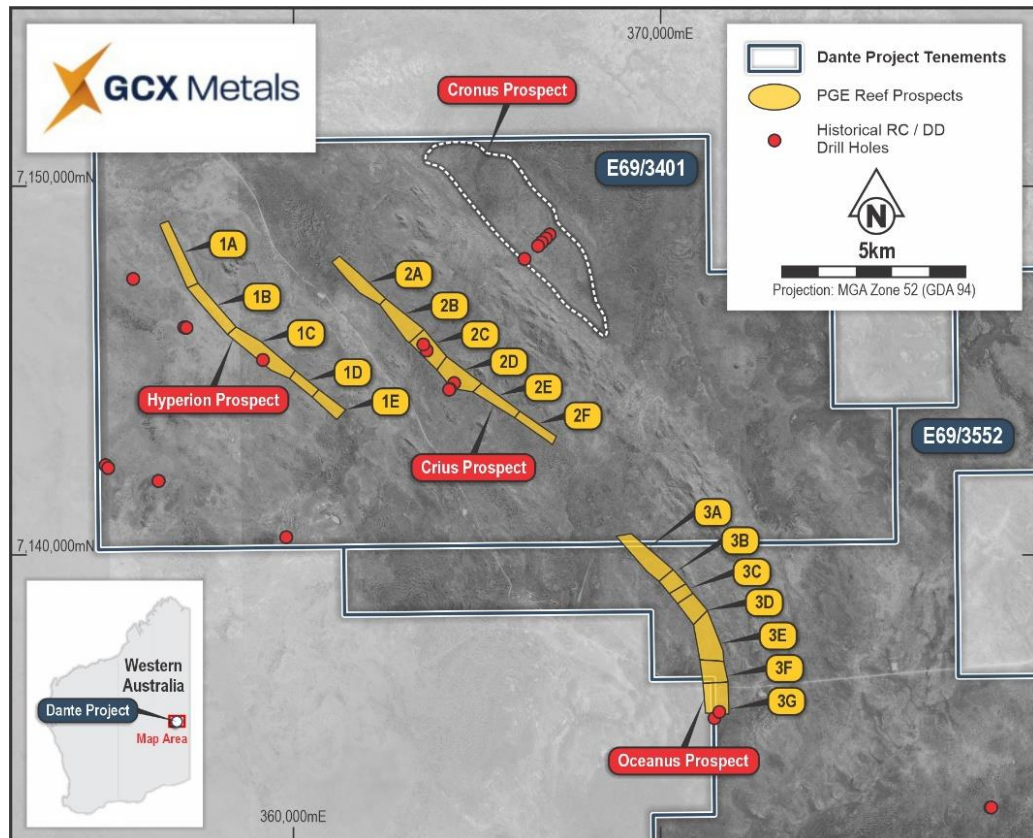 370,000mE
GCX Metals
Cronus Prospect
Dante Project Tenements
PGE Reef Prospects
Historical RC / DD
Drill Holes
N
5km
Projection: MGA Zone 52 (GDA 94)
7,150,000mN
E69/3401
1A
1B
1C
1D
1E
Hyperion Prospect
2A
2B
2C
2D
2E
2F
Crius Prospect
E69/3552
7,140,000mN
3A
3B
3C
3D
3E
3F
3G
Oceanus Prospect
Western
Australia
Dante Project
Map Area
360,000mE